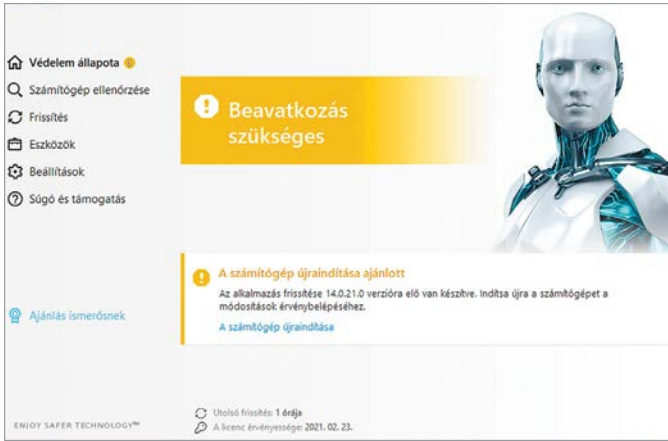 Védelem állapota
Számítógép ellenőrzése
Frissítés
Eszközök
Beállítások
Súgó és támogatás
Ajánlás ismerősnek
ENJOY SAFER TECHNOLOGY™
Beavatkozás
szükséges
A számítógép újraindítása ajánlott
Az alkalmazás frissítése 14.0.21.0 verzióra elő van készítve. Indítsa újra a számítógépet a
módosítások érvénybelépéséhez.
A számítógép újraindítása
Utolsó frissítés: 1 órája
A licenc érvényessége: 2021. 02. 23.